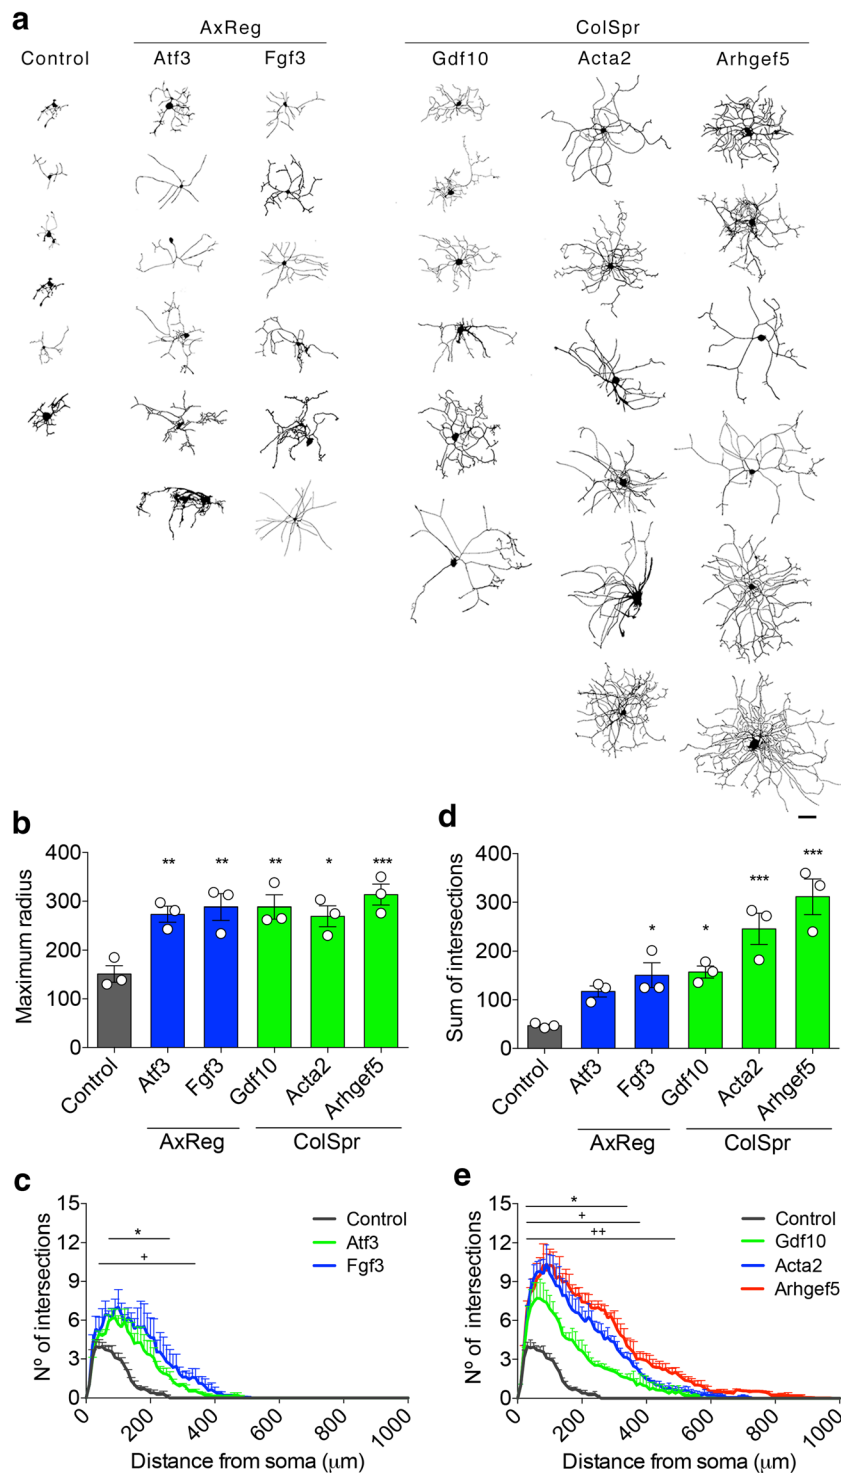 a
AxReg
ColSpr
Control
Atf3
Fgf3
Gdf10
Acta2
Arhgef5
b
400
300
200
100
0
Maximum radius
**
**
**
*
***
Control
Atf3
Fgf3
Gdf10
Acta2
Arhgef5
AxReg
ColSpr
d
400
300
200
100
0
Sum of intersections
*
*
***
***
Control
Atf3
Fgf3
Gdf10
Acta2
Arhgef5
AxReg
ColSpr
c
15
12
9
6
3
0
Nº of intersections
*
+
Control
Atf3
Fgf3
0
200
400
600
800
1000
Distance from soma (μm)
e
15
12
9
6
3
0
Nº of intersections
*
+
++
Control
Gdf10
Acta2
Arhgef5
0
200
400
600
800
1000
Distance from soma (μm)